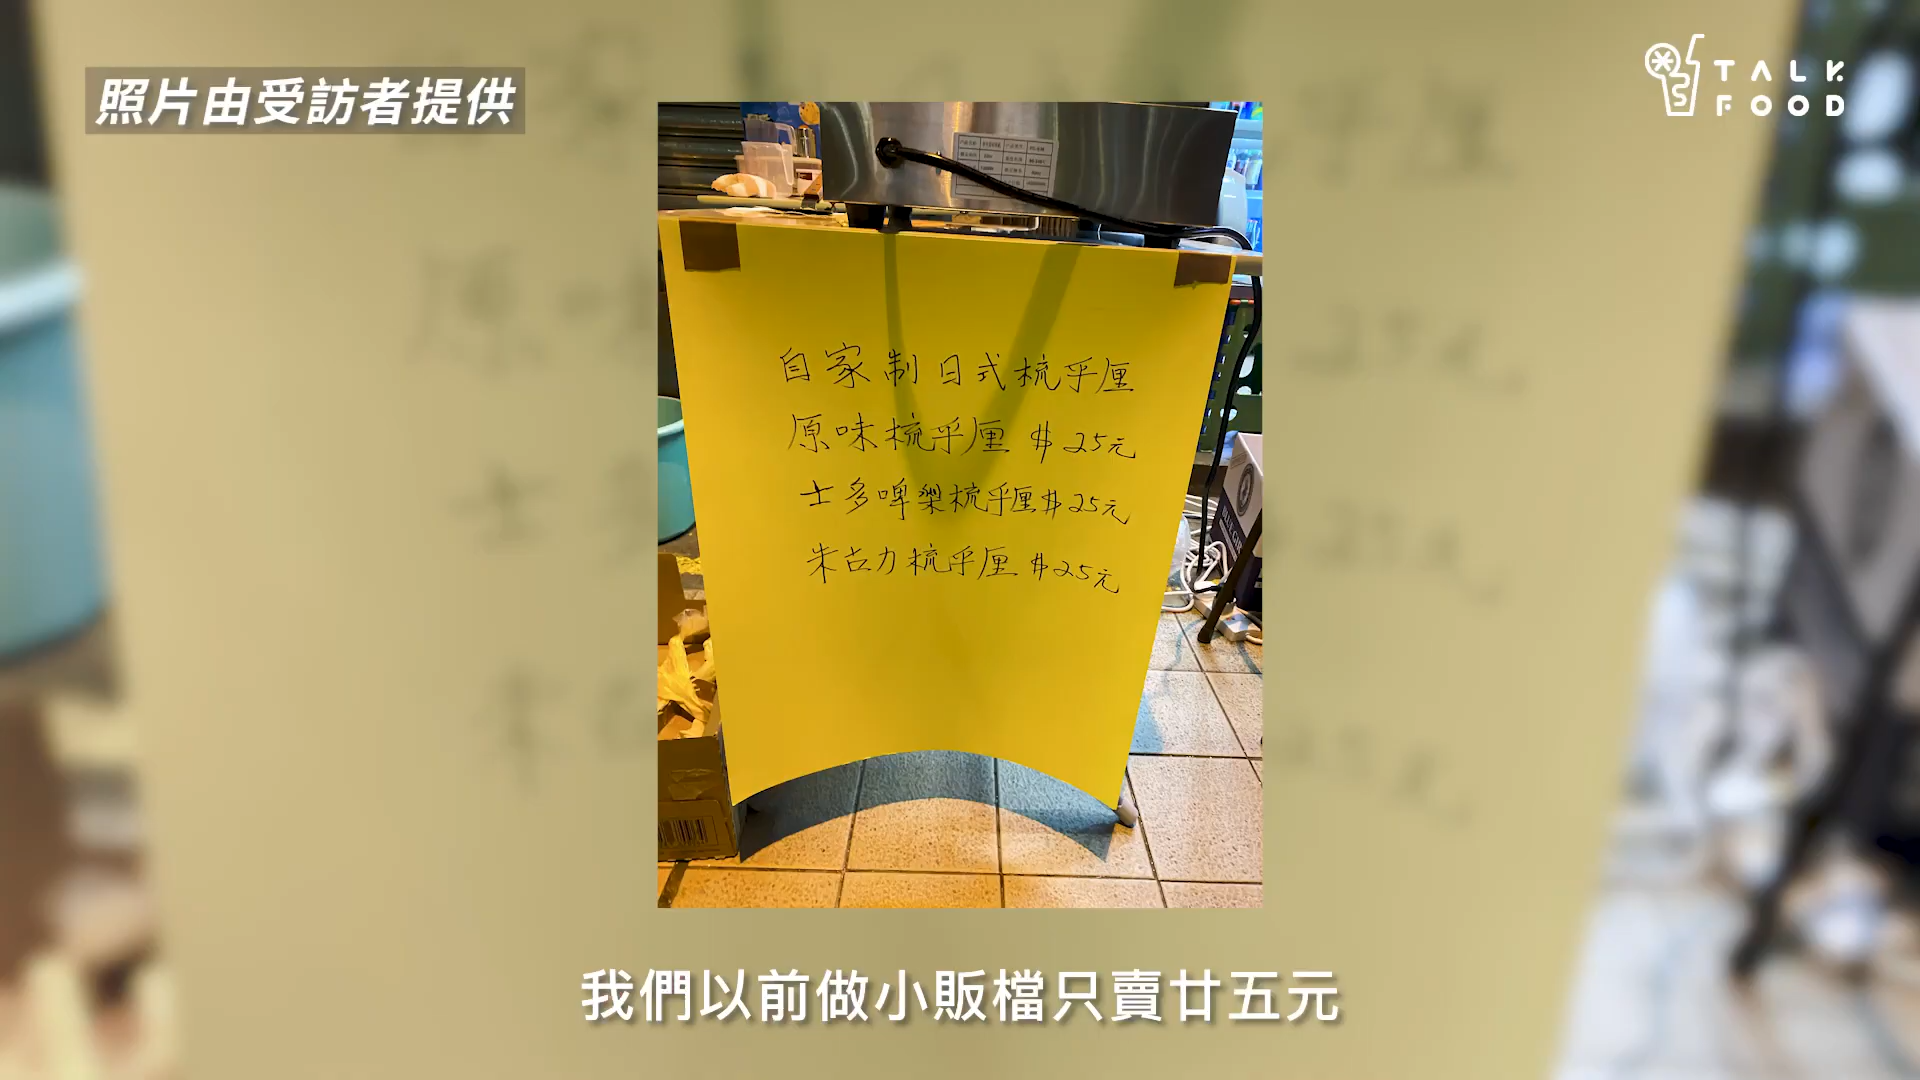 照片由受訪者提供
TALK
FOOD
自家制日式梳乎厘
原味梳乎厘 $25元
士多啤梨梳乎厘$25元
朱古力梳乎厘 $25元
我們以前做小販檔只賣廿五元